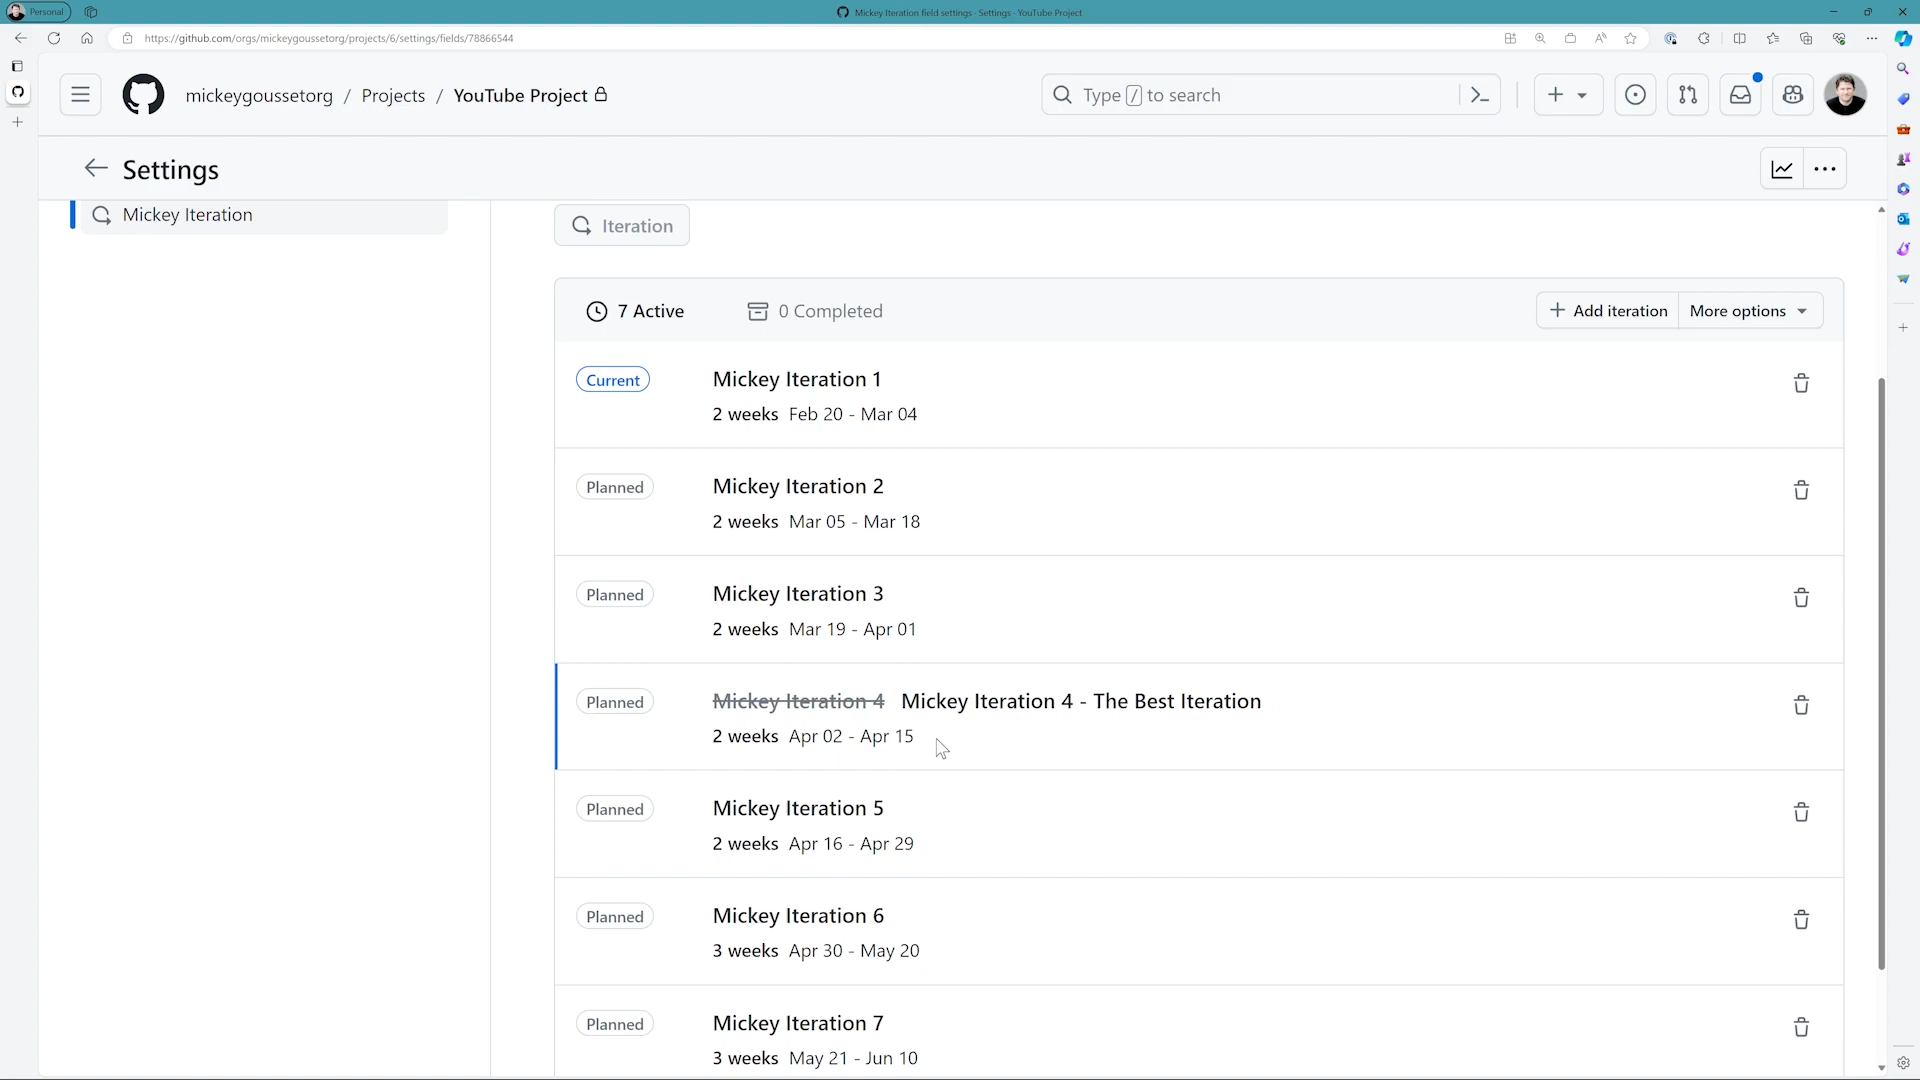 Personal
Mickey Iteration field settings - Settings - YouTube Project
https://github.com/orgs/mickeygoussetorg/projects/6/settings/fields/78866544
mickeygoussetorg / Projects / YouTube Project
Type / to search
Settings
Mickey Iteration
Iteration
7 Active
0 Completed
Add iteration
More options
Current
Mickey Iteration 1
2 weeks Feb 20 - Mar 04
Planned
Mickey Iteration 2
2 weeks Mar 05 - Mar 18
Planned
Mickey Iteration 3
2 weeks Mar 19 - Apr 01
Planned
Mickey Iteration 4 Mickey Iteration 4 - The Best Iteration
2 weeks Apr 02 - Apr 15
Planned
Mickey Iteration 5
2 weeks Apr 16 - Apr 29
Planned
Mickey Iteration 6
3 weeks Apr 30 - May 20
Planned
Mickey Iteration 7
3 weeks May 21 - Jun 10